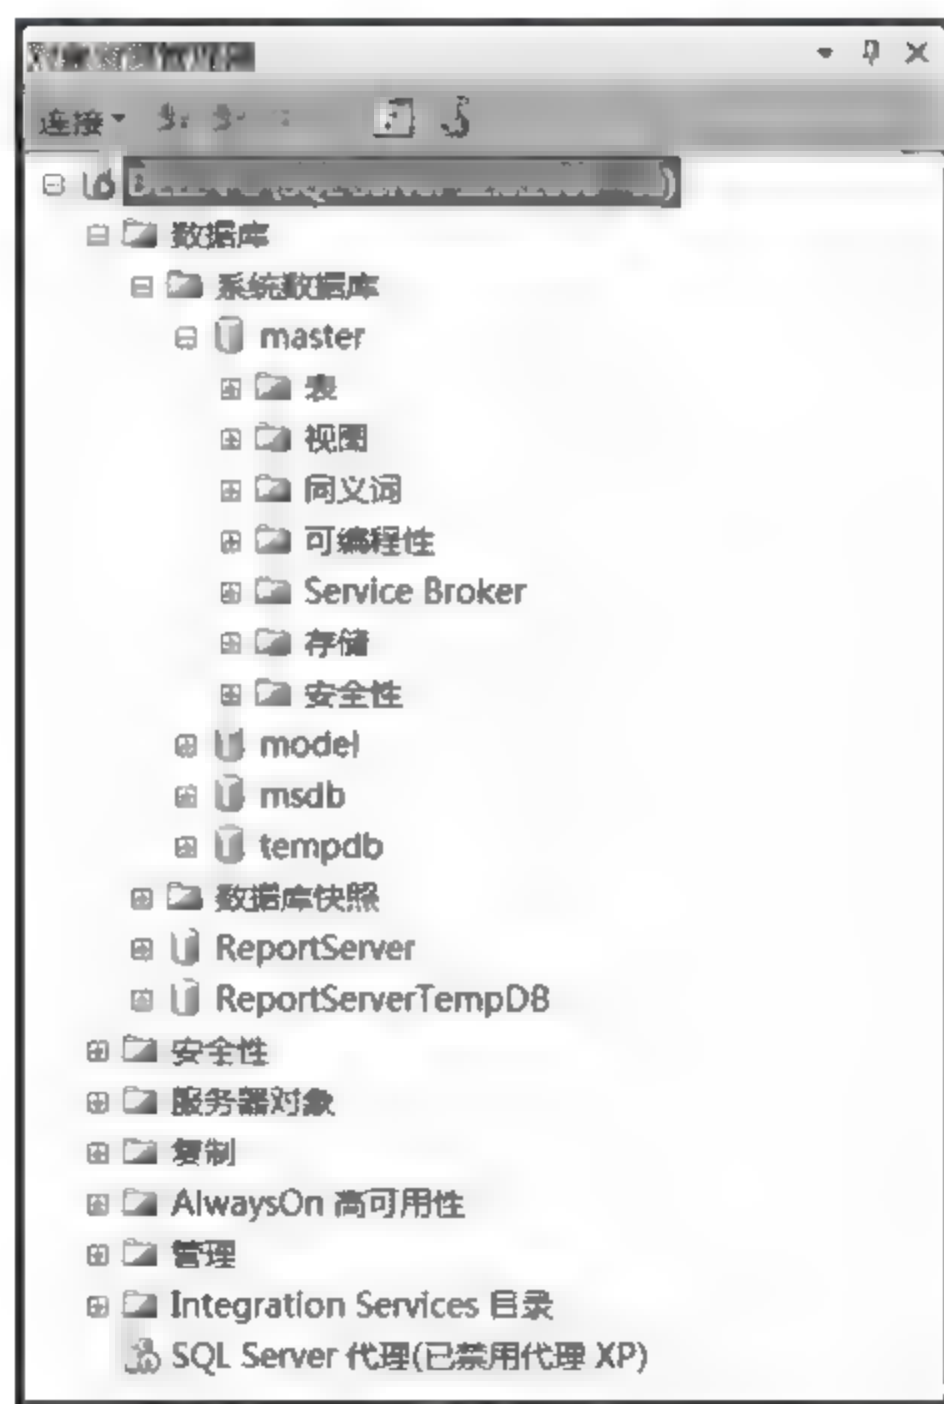 连接
数据库
系统数据库
master
表
视图
同义词
可编程性
Service Broker
存储
安全性
model
msdb
tempdb
数据库快照
ReportServer
ReportServerTempDB
安全性
服务器对象
复制
AlwaysOn 高可用性
管理
Integration Services 目录
SQL Server 代理(已禁用代理 XP)